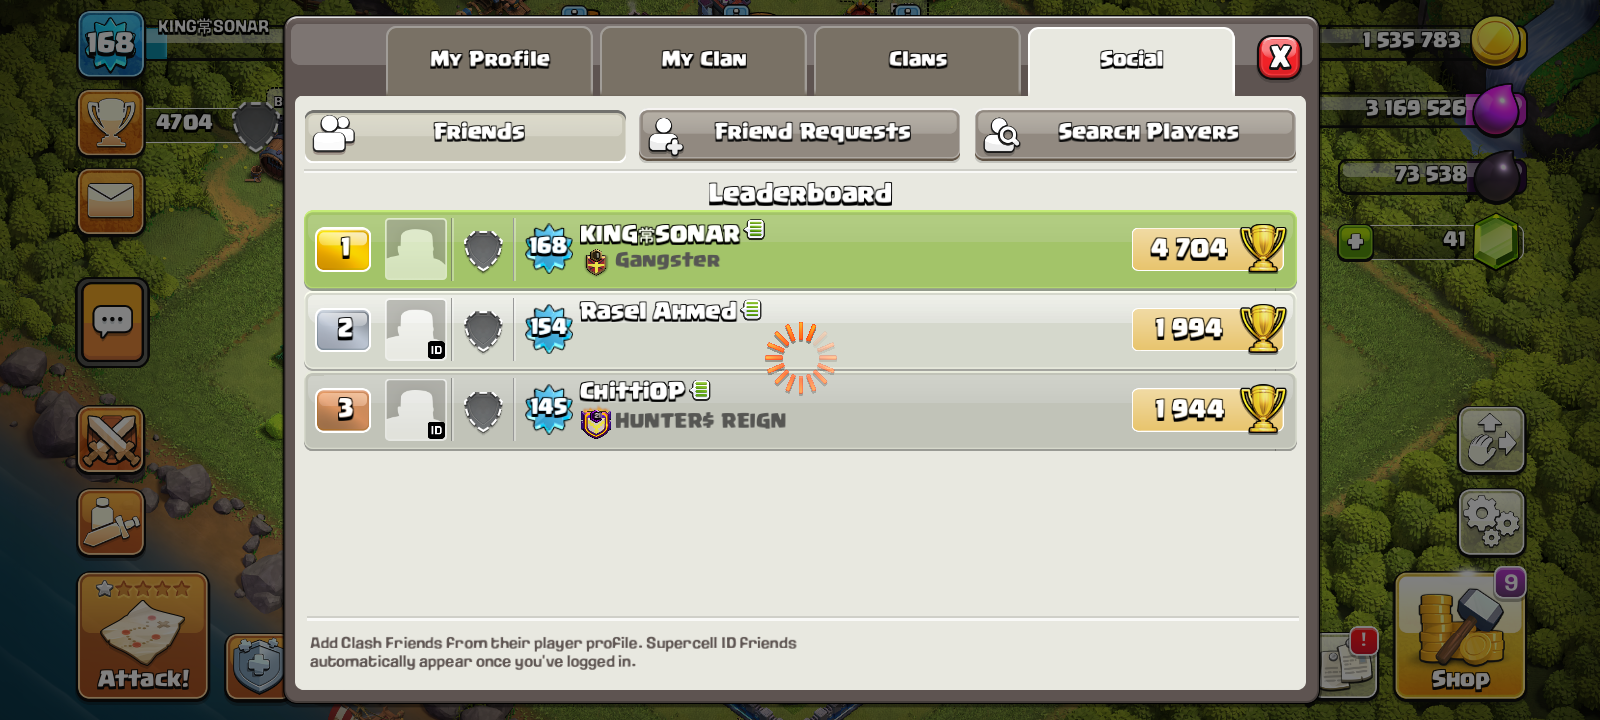 168
KING常SONAR
4704
My Profile
My Clan
Clans
Social
X
1 535 783
3 169 526
73 538
41
Friends
Friend Requests
Search Players
Leaderboard
1
168
KING常SONAR
Gangster
4 704
2
ID
154
Rasel Ahmed
1 994
3
ID
145
ChittiOP
HUNTER$ REIGN
1 944
Add Clash Friends from their player profile. Supercell ID friends
automatically appear once you've logged in.
Attack!
9
!
Shop